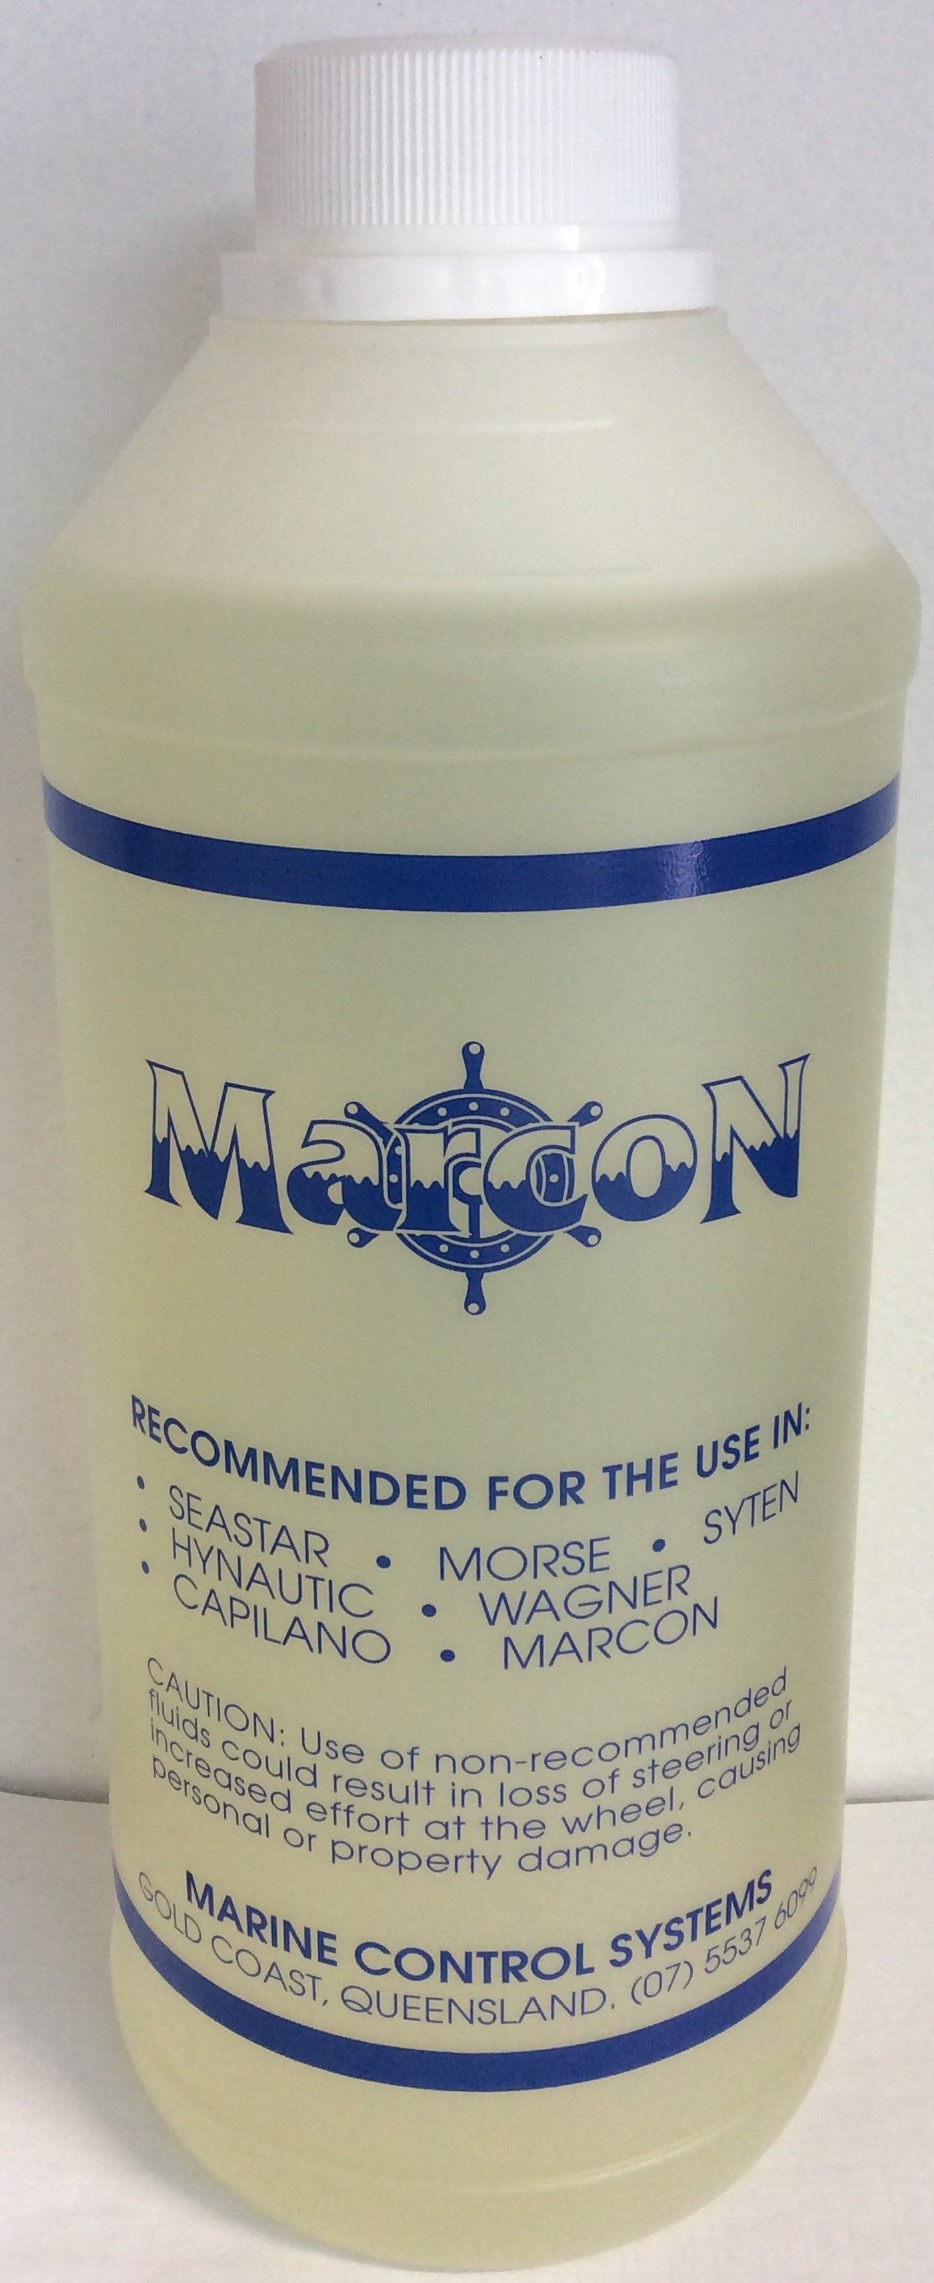 MarcoN
RECOMMENDED FOR THE USE IN:
• SEASTAR • MORSE • SYTEN
• HYNAUTIC • WAGNER
• CAPILANO • MARCON
CAUTION: Use of non-recommended
fluids could result in loss of steering or
increased effort at the wheel, causing
personal or property damage.
MARINE CONTROL SYSTEMS
GOLD COAST, QUEENSLAND. (07) 5537 6099